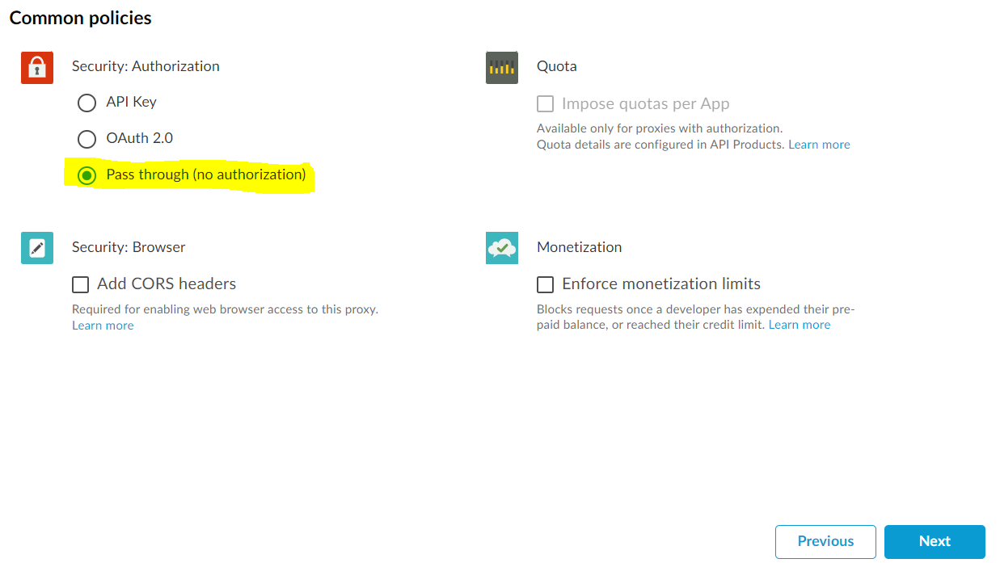 Common policies
Security: Authorization
API Key
OAuth 2.0
Pass through (no authorization)
Quota
Impose quotas per App
Available only for proxies with authorization.
Quota details are configured in API Products. Learn more
Security: Browser
Add CORS headers
Required for enabling web browser access to this proxy.
Learn more
Monetization
Enforce monetization limits
Blocks requests once a developer has expended their pre-
paid balance, or reached their credit limit. Learn more
Previous
Next